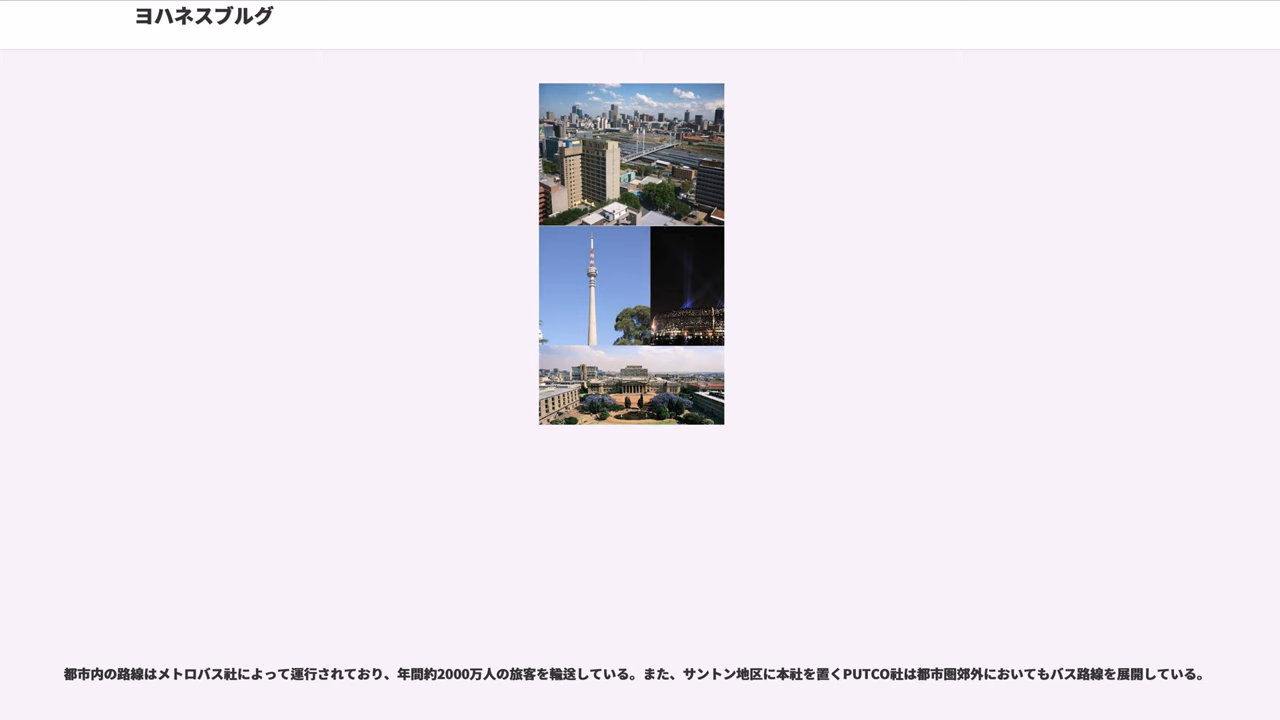 ヨハネスブルグ
都市内の路線はメトロバス社によって運行されており、年間約2000万人の旅客を輸送している。また、サントン地区に本社を置くPUTCO社は都市圏郊外においてもバス路線を展開している。